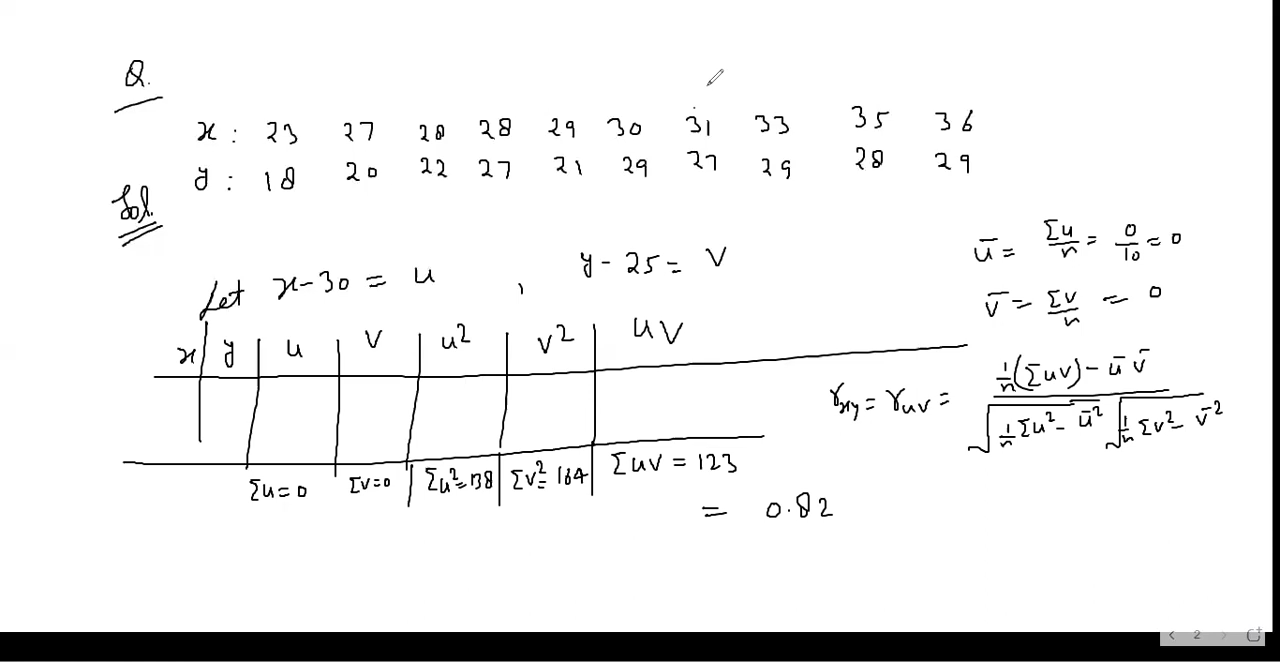 Q.
x : 23 27 28 28 29 30 31 33 35 36
y : 18 20 22 27 21 29 27 29 28 29
Sol.
Let x-30 = u , y-25 = v
x y u v u² v² uv
Σu=0 Σv=0 Σu²=138 Σv²=164 Σuv = 123
ū = Σu/n = 0/10 = 0
v̄ = Σv/n = 0
r_xy = r_uv = (1/n(Σuv) - ū v̄) / (√(1/n Σu² - ū²) √(1/n Σv² - v̄²))
= 0.82
2